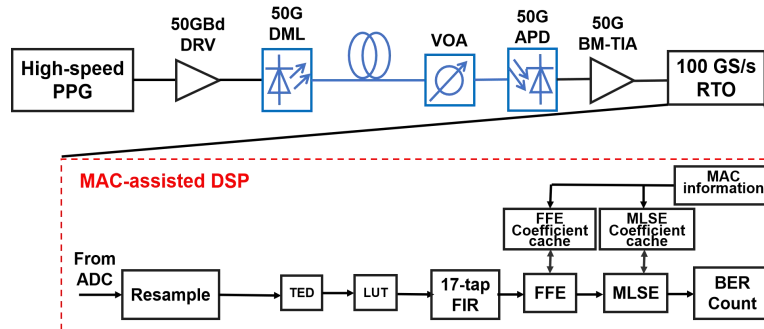 50GBd
DRV
50G
DML
VOA
50G
APD
50G
BM-TIA
High-speed
PPG
100 GS/s
RTO
MAC-assisted DSP
MAC
information
FFE
Coefficient
cache
MLSE
Coefficient
cache
From
ADC
Resample
TED
LUT
17-tap
FIR
FFE
MLSE
BER
Count